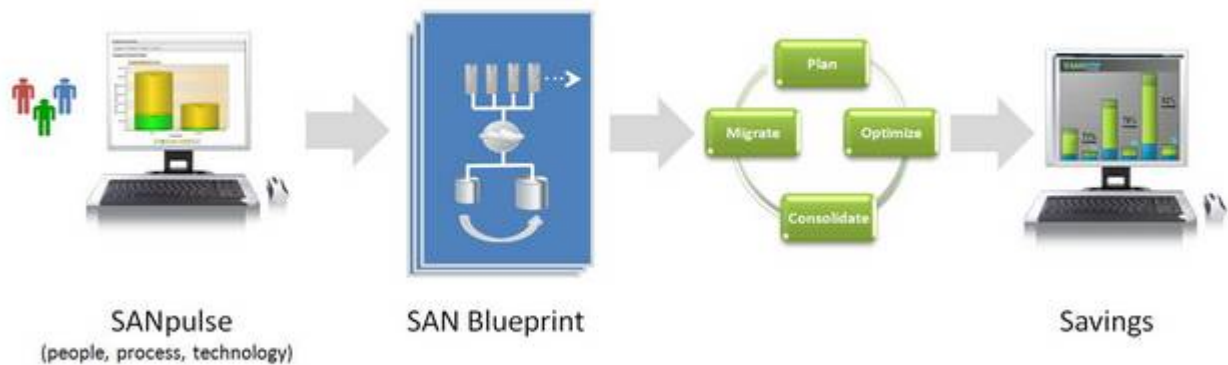 Plan
Migrate
Optimize
Consolidate
SANpulse
(people, process, technology)
SAN Blueprint
Savings